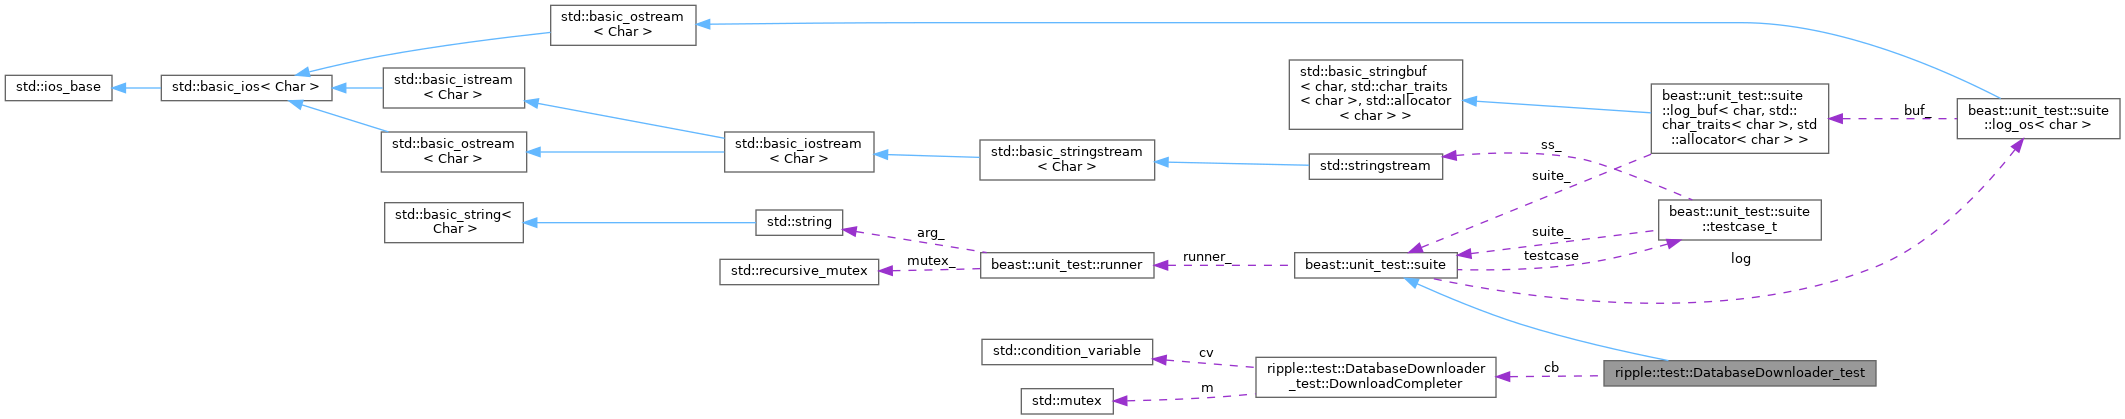 std::basic_ostream
< Char >
std::ios_base
std::basic_ios< Char >
std::basic_istream
< Char >
std::basic_ostream
< Char >
std::basic_iostream
< Char >
std::basic_stringstream
< Char >
std::basic_stringbuf
< char, std::char_traits
< char >, std::allocator
< char > >
std::stringstream
beast::unit_test::suite
::log_buf< char, std::
char_traits< char >, std
::allocator< char > >
buf_
beast::unit_test::suite
::log_os< char >
ss_
suite_
std::basic_string<
Char >
std::string
arg_
std::recursive_mutex
mutex_
beast::unit_test::runner
runner_
beast::unit_test::suite
suite_
testcase
beast::unit_test::suite
::testcase_t
log
std::condition_variable
cv
std::mutex
m
ripple::test::DatabaseDownloader
_test::DownloadCompleter
cb
ripple::test::DatabaseDownloader_test